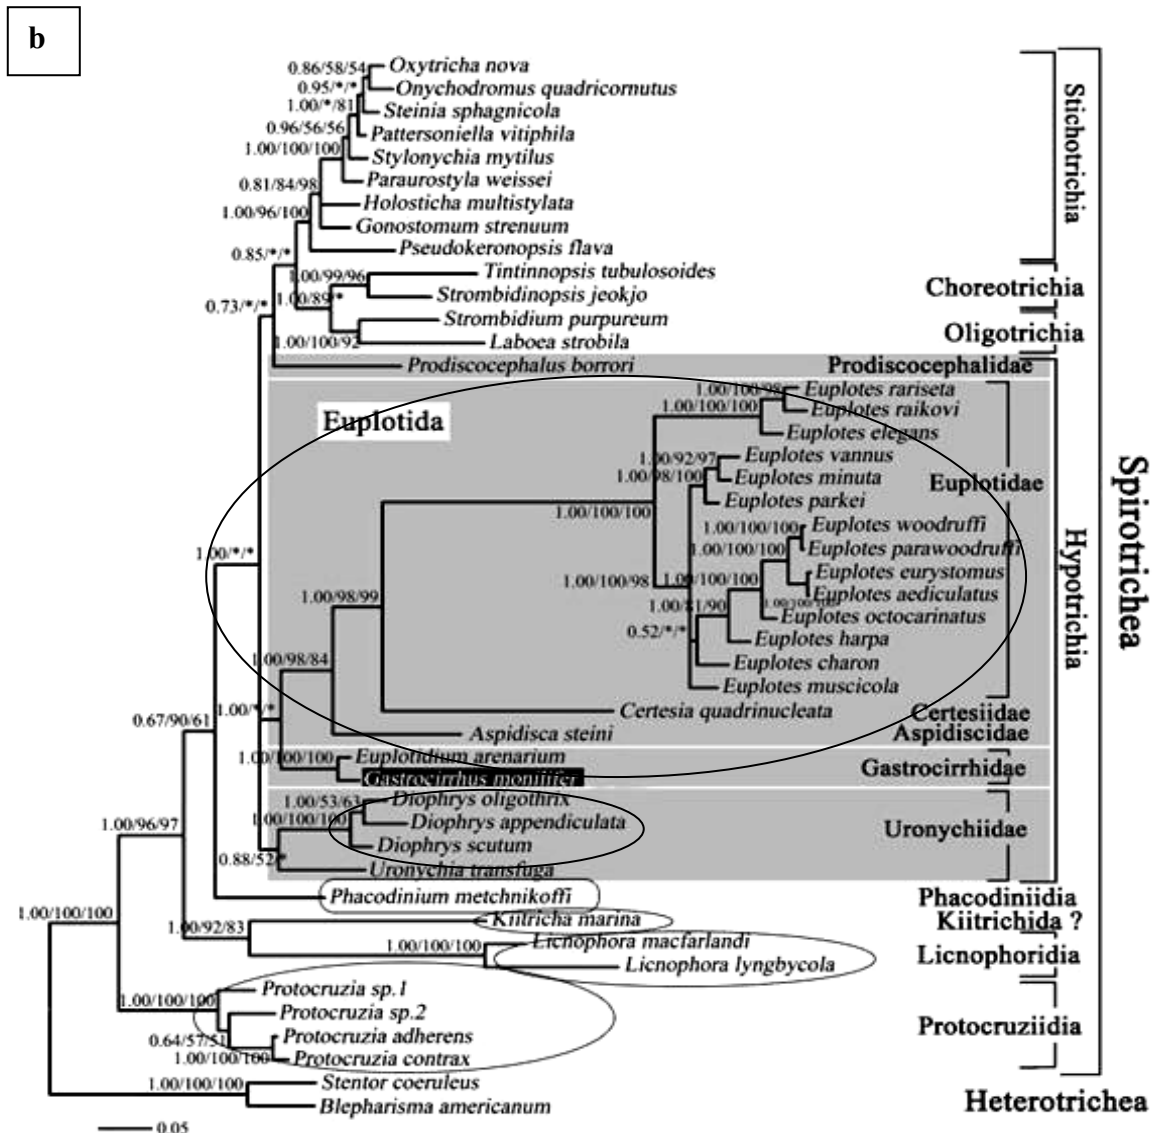 b
0.86/58/54 Oxytricha nova
0.95/*/* Onychodromus quadricornutus
1.00/*/81 Steinia sphagnicola
0.96/56/56 Pattersoniella vitiphila
1.00/100/100 Stylonychia mytilus
Paraurostyla weissei
0.81/84/98 Holosticha multistylata
1.00/96/100 Gonostomum strenuum
Pseudokeronopsis flava
Stichotrichia
0.85/*/*
1.00/99/96 Tintinnopsis tubulosoides
Choreotrichia
1.00/89/* Strombidinopsis jeokjo
0.73/*/*
Strombidium purpureum
Oligotrichia
1.00/100/92 Laboea strobila
Prodiscocephalus borrori Prodiscocephalidae
Euplotida
1.00/100/98 Euplotes rariseta
1.00/100/100 Euplotes raikovi
Euplotes elegans
1.00/92/97 Euplotes vannus
1.00/98/100 Euplotes minuta
Euplotidae
Euplotes parkei
1.00/100/100
1.00/100/100 Euplotes woodruffi
1.00/100/100 Euplotes parawoodruffi
1.00/*/*
Euplotes eurystomus
1.00/100/98 1.00/100/100
Euplotes aediculatus
1.00/100/100
1.00/98/99
1.00/81/90 Euplotes octocarinatus
0.52/*/* Euplotes harpa
Euplotes charon
1.00/98/84
Euplotes muscicola
Hypotrichia
Spirotrichea
1.00/*/*
Certesia quadrinucleata Certesiidae
0.67/90/61
Aspidisca steini Aspidiscidae
1.00/100/100 Euplotidium arenarium
Gastrocirrhidae
Gastrocirrhus monilifer
1.00/53/63 Diophrys oligothrix
1.00/100/100 Diophrys appendiculata
Uronychiidae
1.00/96/97
Diophrys scutum
0.88/52/*
Uronychia transfuga
Phacodinium metchnikoffi Phacodiniidia
1.00/100/100
Kiitricha marina Kiitrichida ?
1.00/92/83
1.00/100/100 Licnophora macfarlandi
Licnophoridia
Licnophora lyngbycola
1.00/100/100 Protocruzia sp.1
Protocruzia sp.2
Protocruziidia
0.64/57/51 Protocruzia adherens
1.00/100/100 Protocruzia contrax
1.00/100/100 Stentor coeruleus
Heterotrichea
Blepharisma americanum
0.05